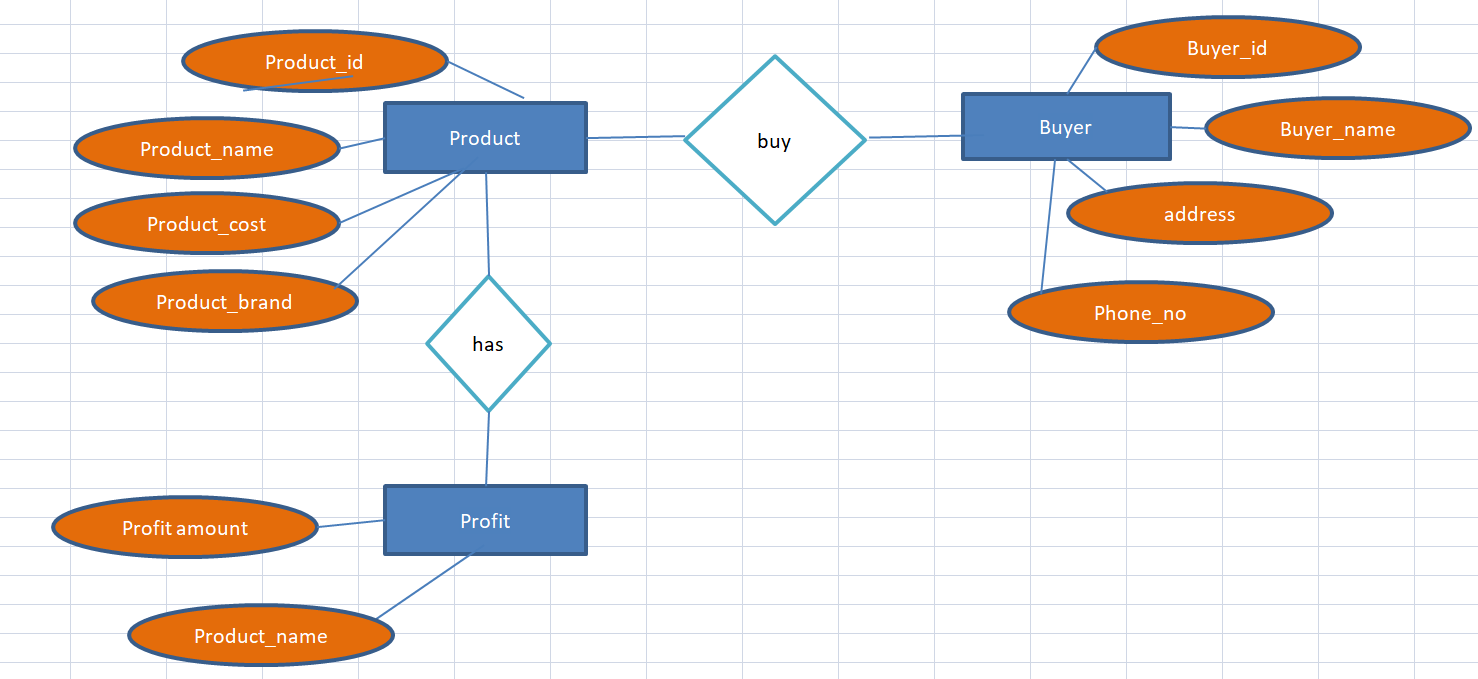 Product_id
Buyer_id
Product_name
Product
buy
Buyer
Buyer_name
Product_cost
address
Product_brand
Phone_no
has
Profit amount
Profit
Product_name